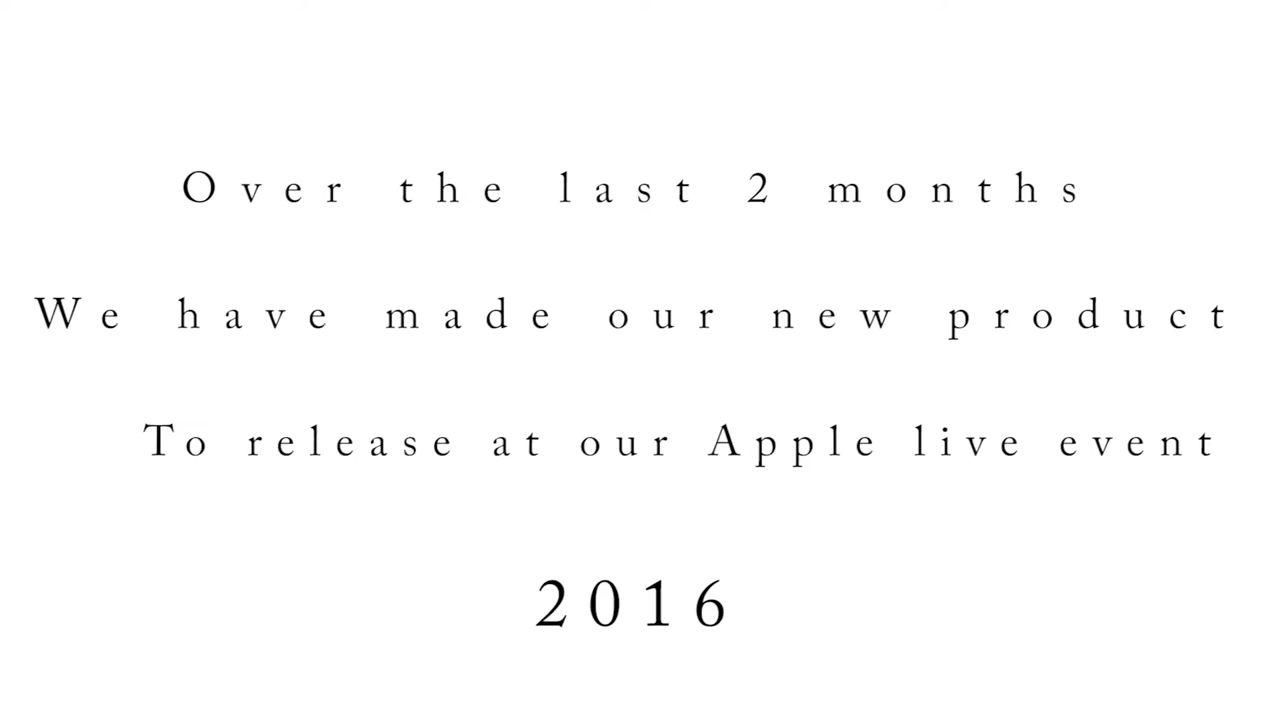 Over the last 2 months
We have made our new product
To release at our Apple live event
2016